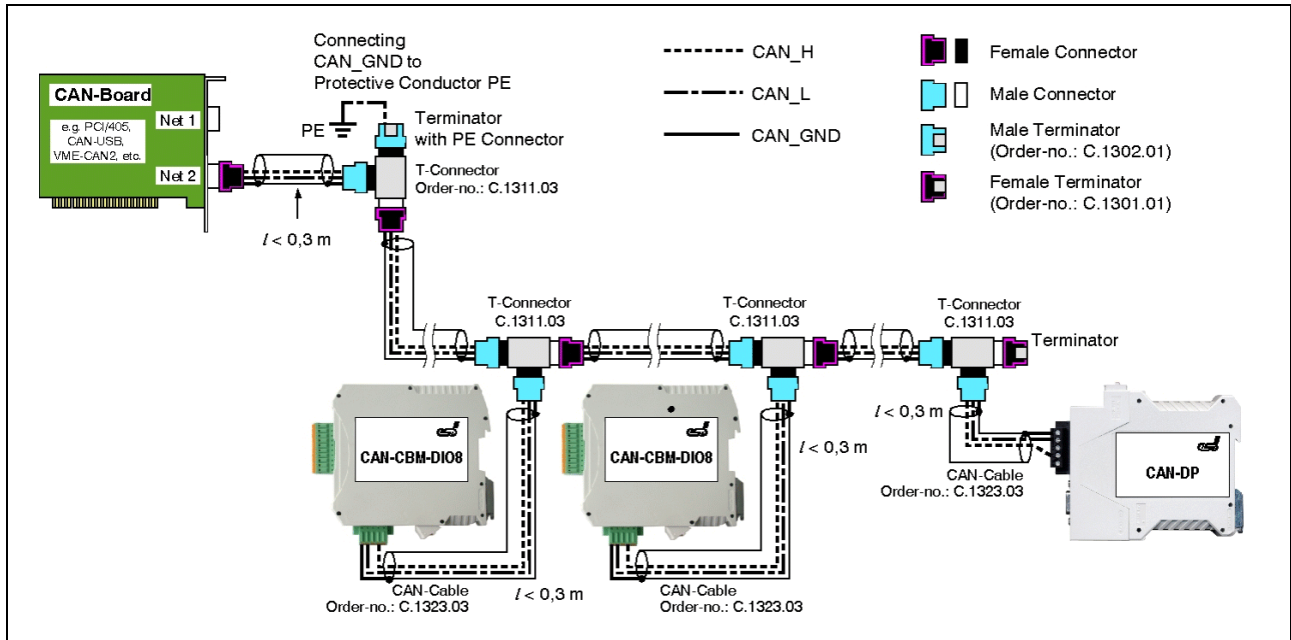 Connecting
CAN_GND to
Protective Conductor PE
CAN_H
CAN_L
CAN_GND
Female Connector
Male Connector
Male Terminator
(Order-no.: C.1302.01)
Female Terminator
(Order-no.: C.1301.01)
CAN-Board
e.g. PCI/405,
CAN-USB,
VME-CAN2, etc.
Net 1
Net 2
PE
Terminator
with PE Connector
T-Connector
Order-no.: C.1311.03
l < 0,3 m
T-Connector
C.1311.03
T-Connector
C.1311.03
T-Connector
C.1311.03
Terminator
CAN-CBM-DIO8
CAN-Cable
Order-no.: C.1323.03
l < 0,3 m
CAN-CBM-DIO8
CAN-Cable
Order-no.: C.1323.03
l < 0,3 m
l < 0,3 m
CAN-Cable
Order-no.: C.1323.03
CAN-DP